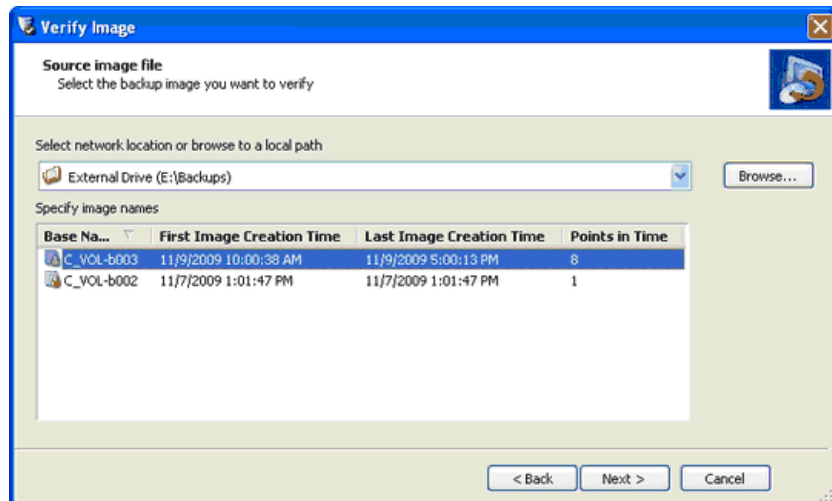 Verify Image
Source image file
Select the backup image you want to verify
Select network location or browse to a local path
External Drive (E:\Backups)
Browse...
Specify image names
Base Na... First Image Creation Time Last Image Creation Time Points in Time
C_VOL-b003 11/9/2009 10:00:38 AM 11/9/2009 5:00:13 PM 8
C_VOL-b002 11/7/2009 1:01:47 PM 11/7/2009 1:01:47 PM 1
< Back Next > Cancel